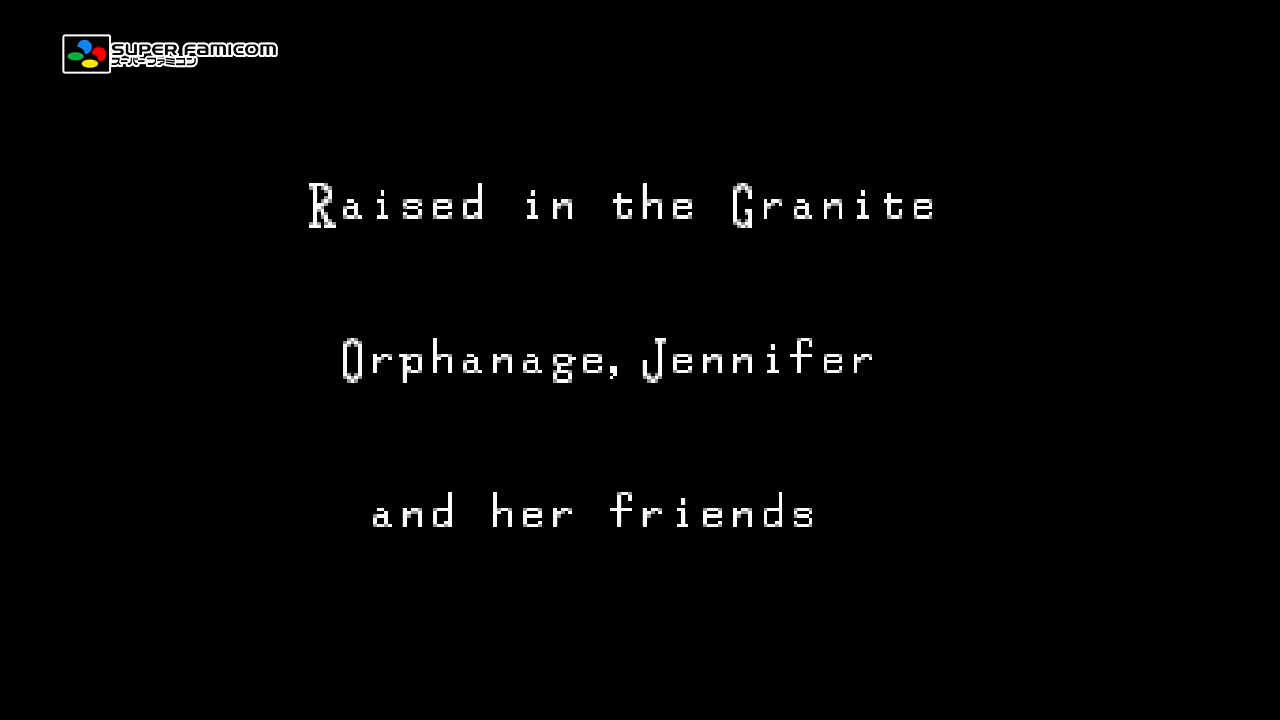 SUPER FAMICOM
スーパーファミコン
Raised in the Granite
Orphanage, Jennifer
and her friends